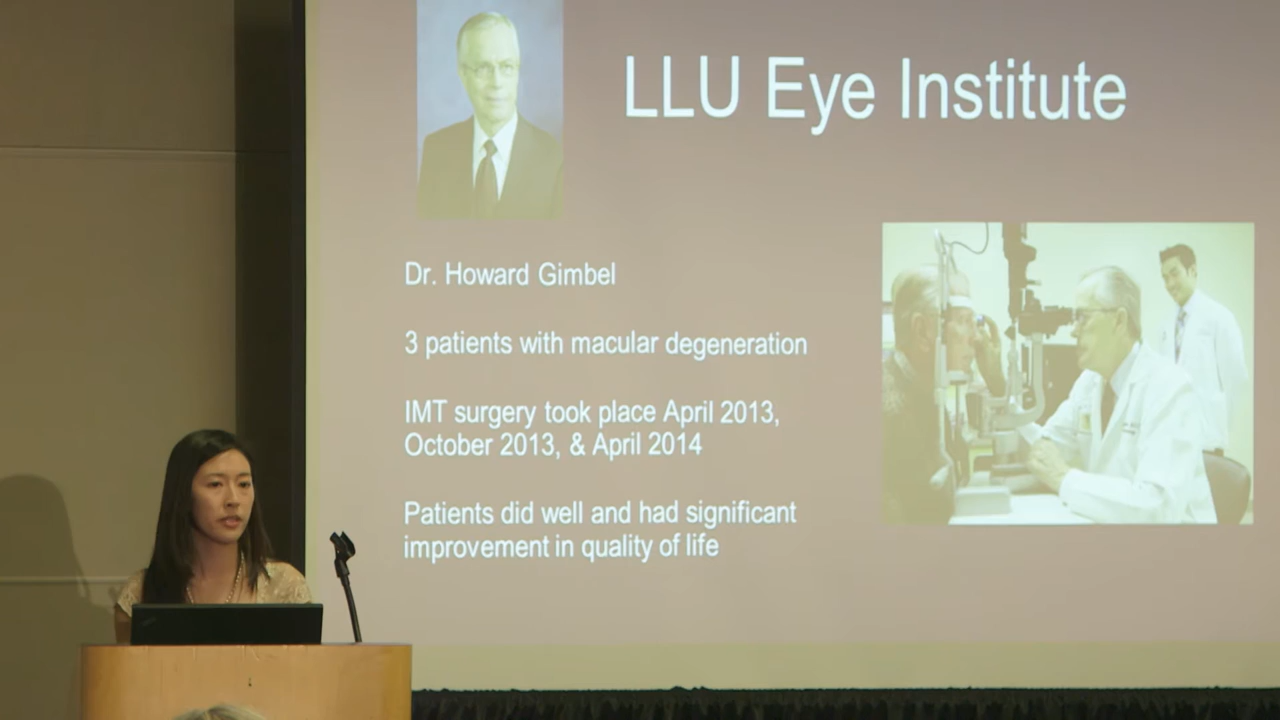 LLU Eye Institute
Dr. Howard Gimbel
3 patients with macular degeneration
IMT surgery took place April 2013,
October 2013, & April 2014
Patients did well and had significant
improvement in quality of life